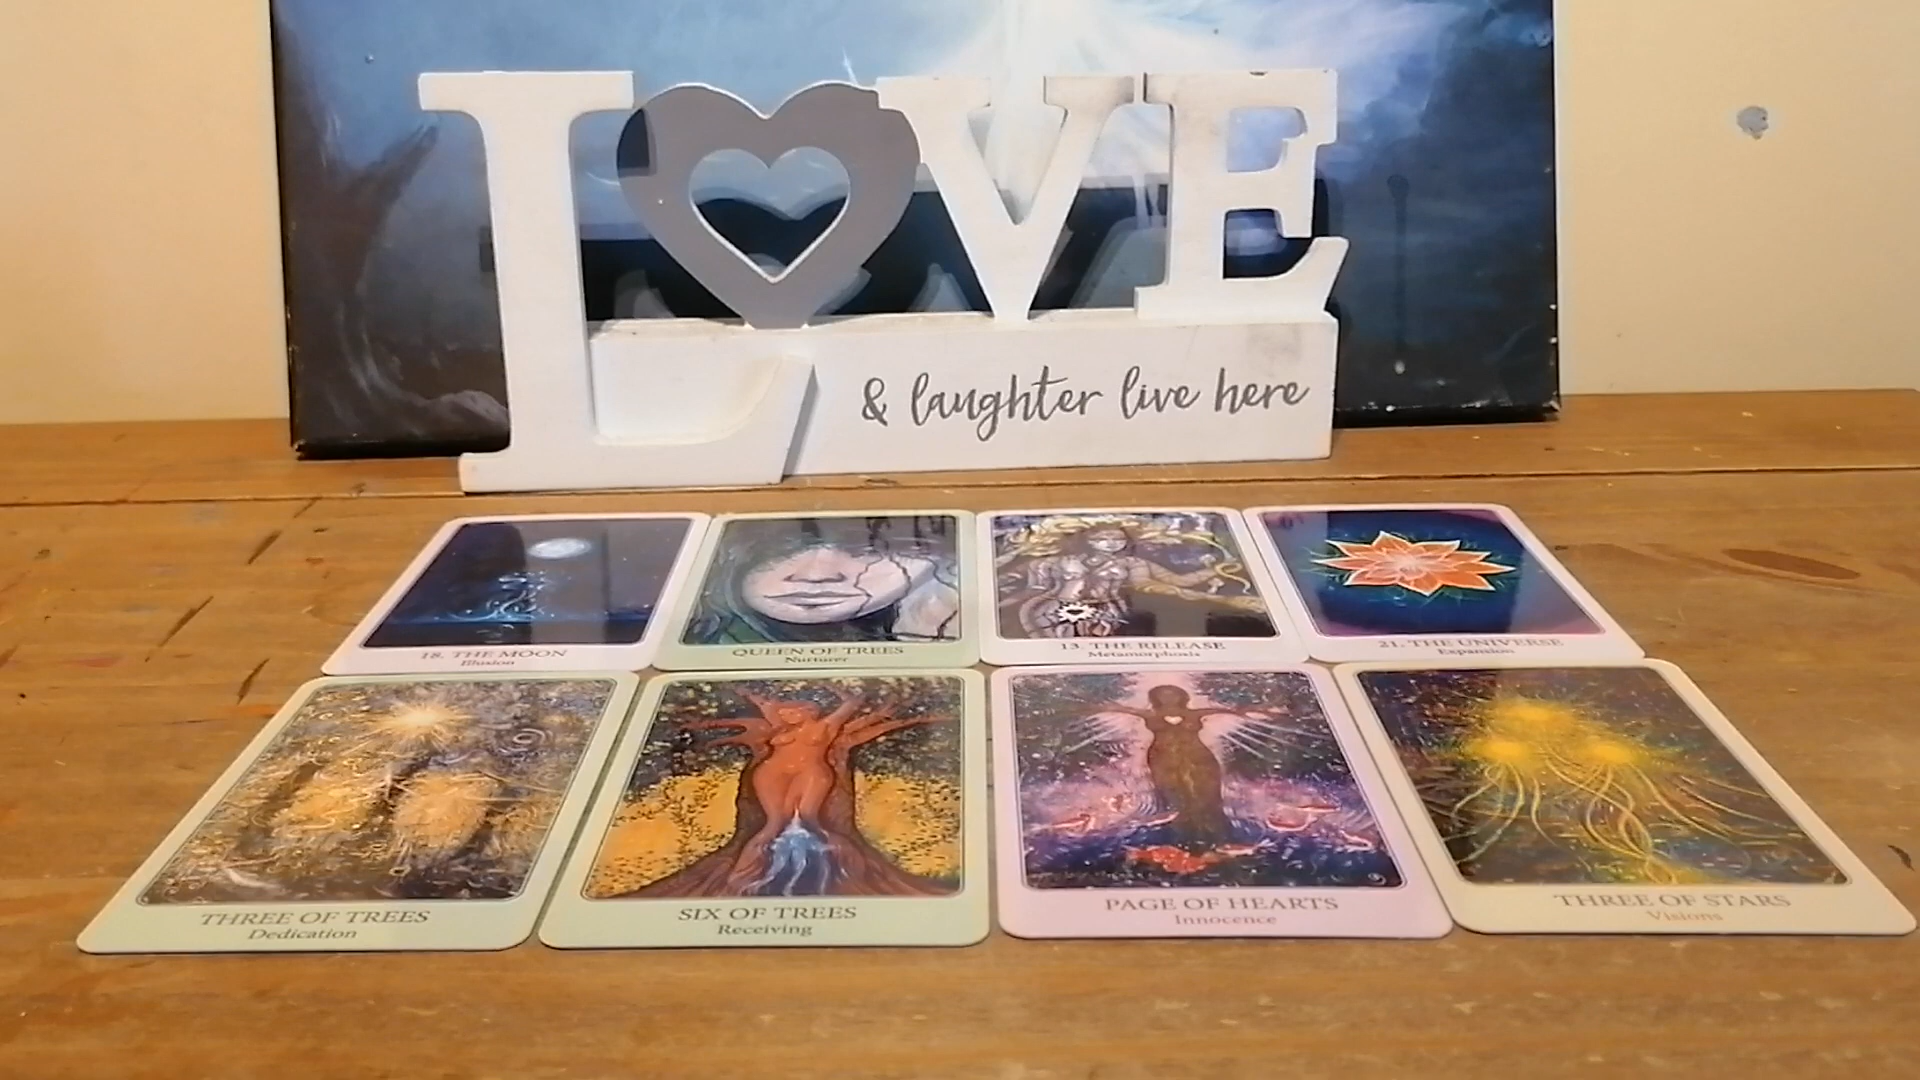 LOVE
& laughter live here
18. THE MOON
Illusion
QUEEN OF TREES
Nurturer
13. THE RELEASE
Metamorphosis
21. THE UNIVERSE
Expansion
THREE OF TREES
Dedication
SIX OF TREES
Receiving
PAGE OF HEARTS
Innocence
THREE OF STARS
Visions